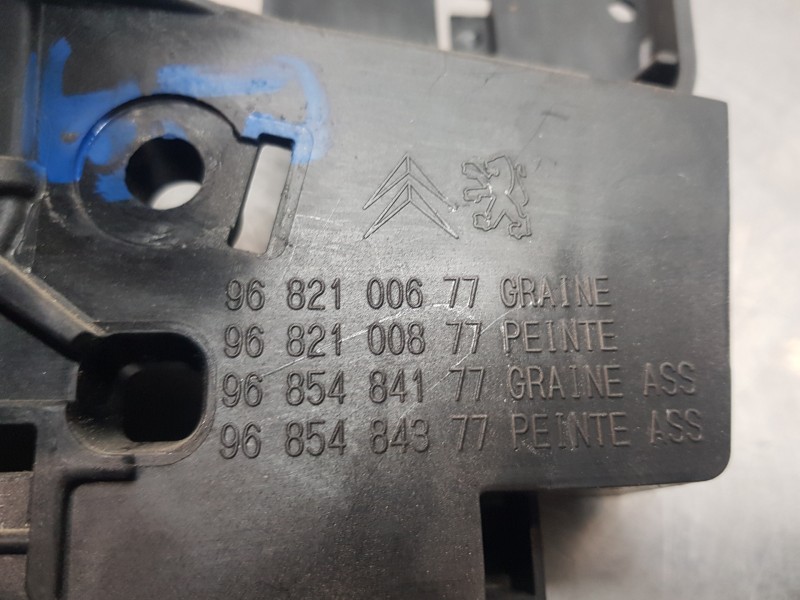 96 821 006 77 GRAINE
96 821 008 77 PEINTE
96 854 841 77 GRAINE ASS
96 854 843 77 PEINTE ASS